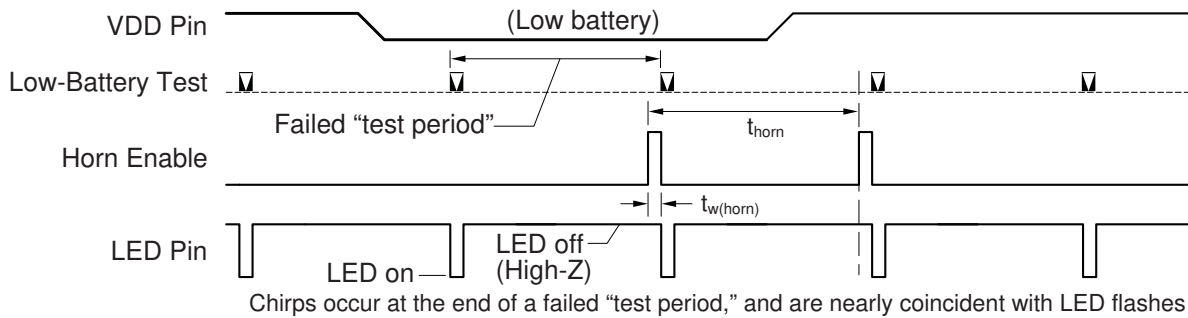 VDD Pin
(Low battery)
Low-Battery Test
Failed “test period”
t_horn
Horn Enable
t_w(horn)
LED Pin
LED off
(High-Z)
LED on
Chirps occur at the end of a failed “test period,” and are nearly coincident with LED flashes